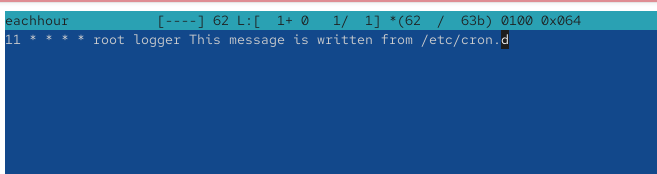 eachhour [----] 62 L:[ 1+ 0 1/ 1] *(62 / 63b) 0100 0x064
11 * * * * root logger This message is written from /etc/cron.d